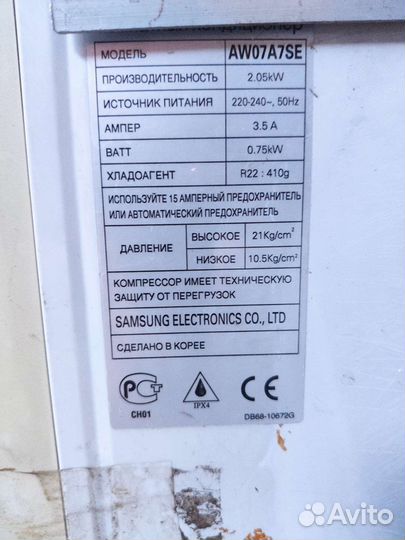 кондиционер
МОДЕЛЬ AW07A7SE
ПРОИЗВОДИТЕЛЬНОСТЬ 2.05kW
ИСТОЧНИК ПИТАНИЯ 220-240~, 50Hz
АМПЕР 3.5 A
ВАТТ 0.75kW
ХЛАДОАГЕНТ R22 : 410g
ИСПОЛЬЗУЙТЕ 15 АМПЕРНЫЙ ПРЕДОХРАНИТЕЛЬ
ИЛИ АВТОМАТИЧЕСКИЙ ПРЕДОХРАНИТЕЛЬ
ДАВЛЕНИЕ ВЫСОКОЕ 21Kg/cm²
НИЗКОЕ 10.5Kg/cm²
КОМПРЕССОР ИМЕЕТ ТЕХНИЧЕСКУЮ
ЗАЩИТУ ОТ ПЕРЕГРУЗОК
SAMSUNG ELECTRONICS CO., LTD
СДЕЛАНО В КОРЕЕ
РСТ CE
CH01 IPX4 DB68-10672G
Avito